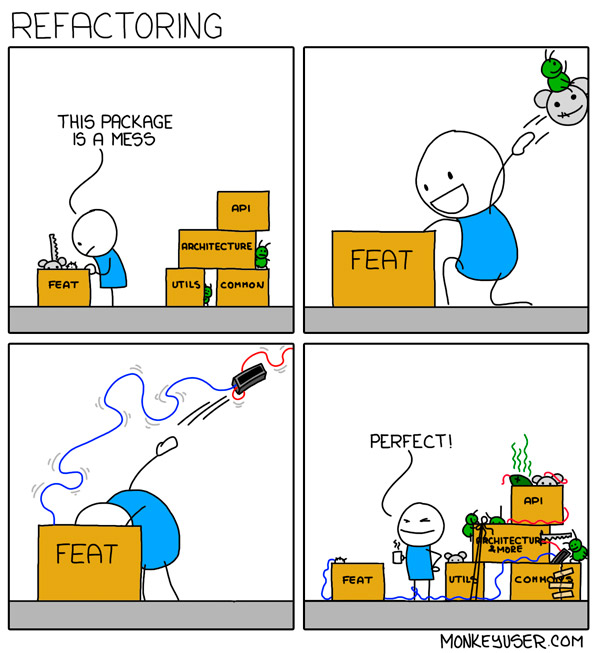 REFACTORING
THIS PACKAGE
IS A MESS
API
ARCHITECTURE
FEAT
UTILS
COMMON
FEAT
FEAT
PERFECT!
API
ARCHITECTURE
& MORE
FEAT
UTILS
MONKEYUSER.COM